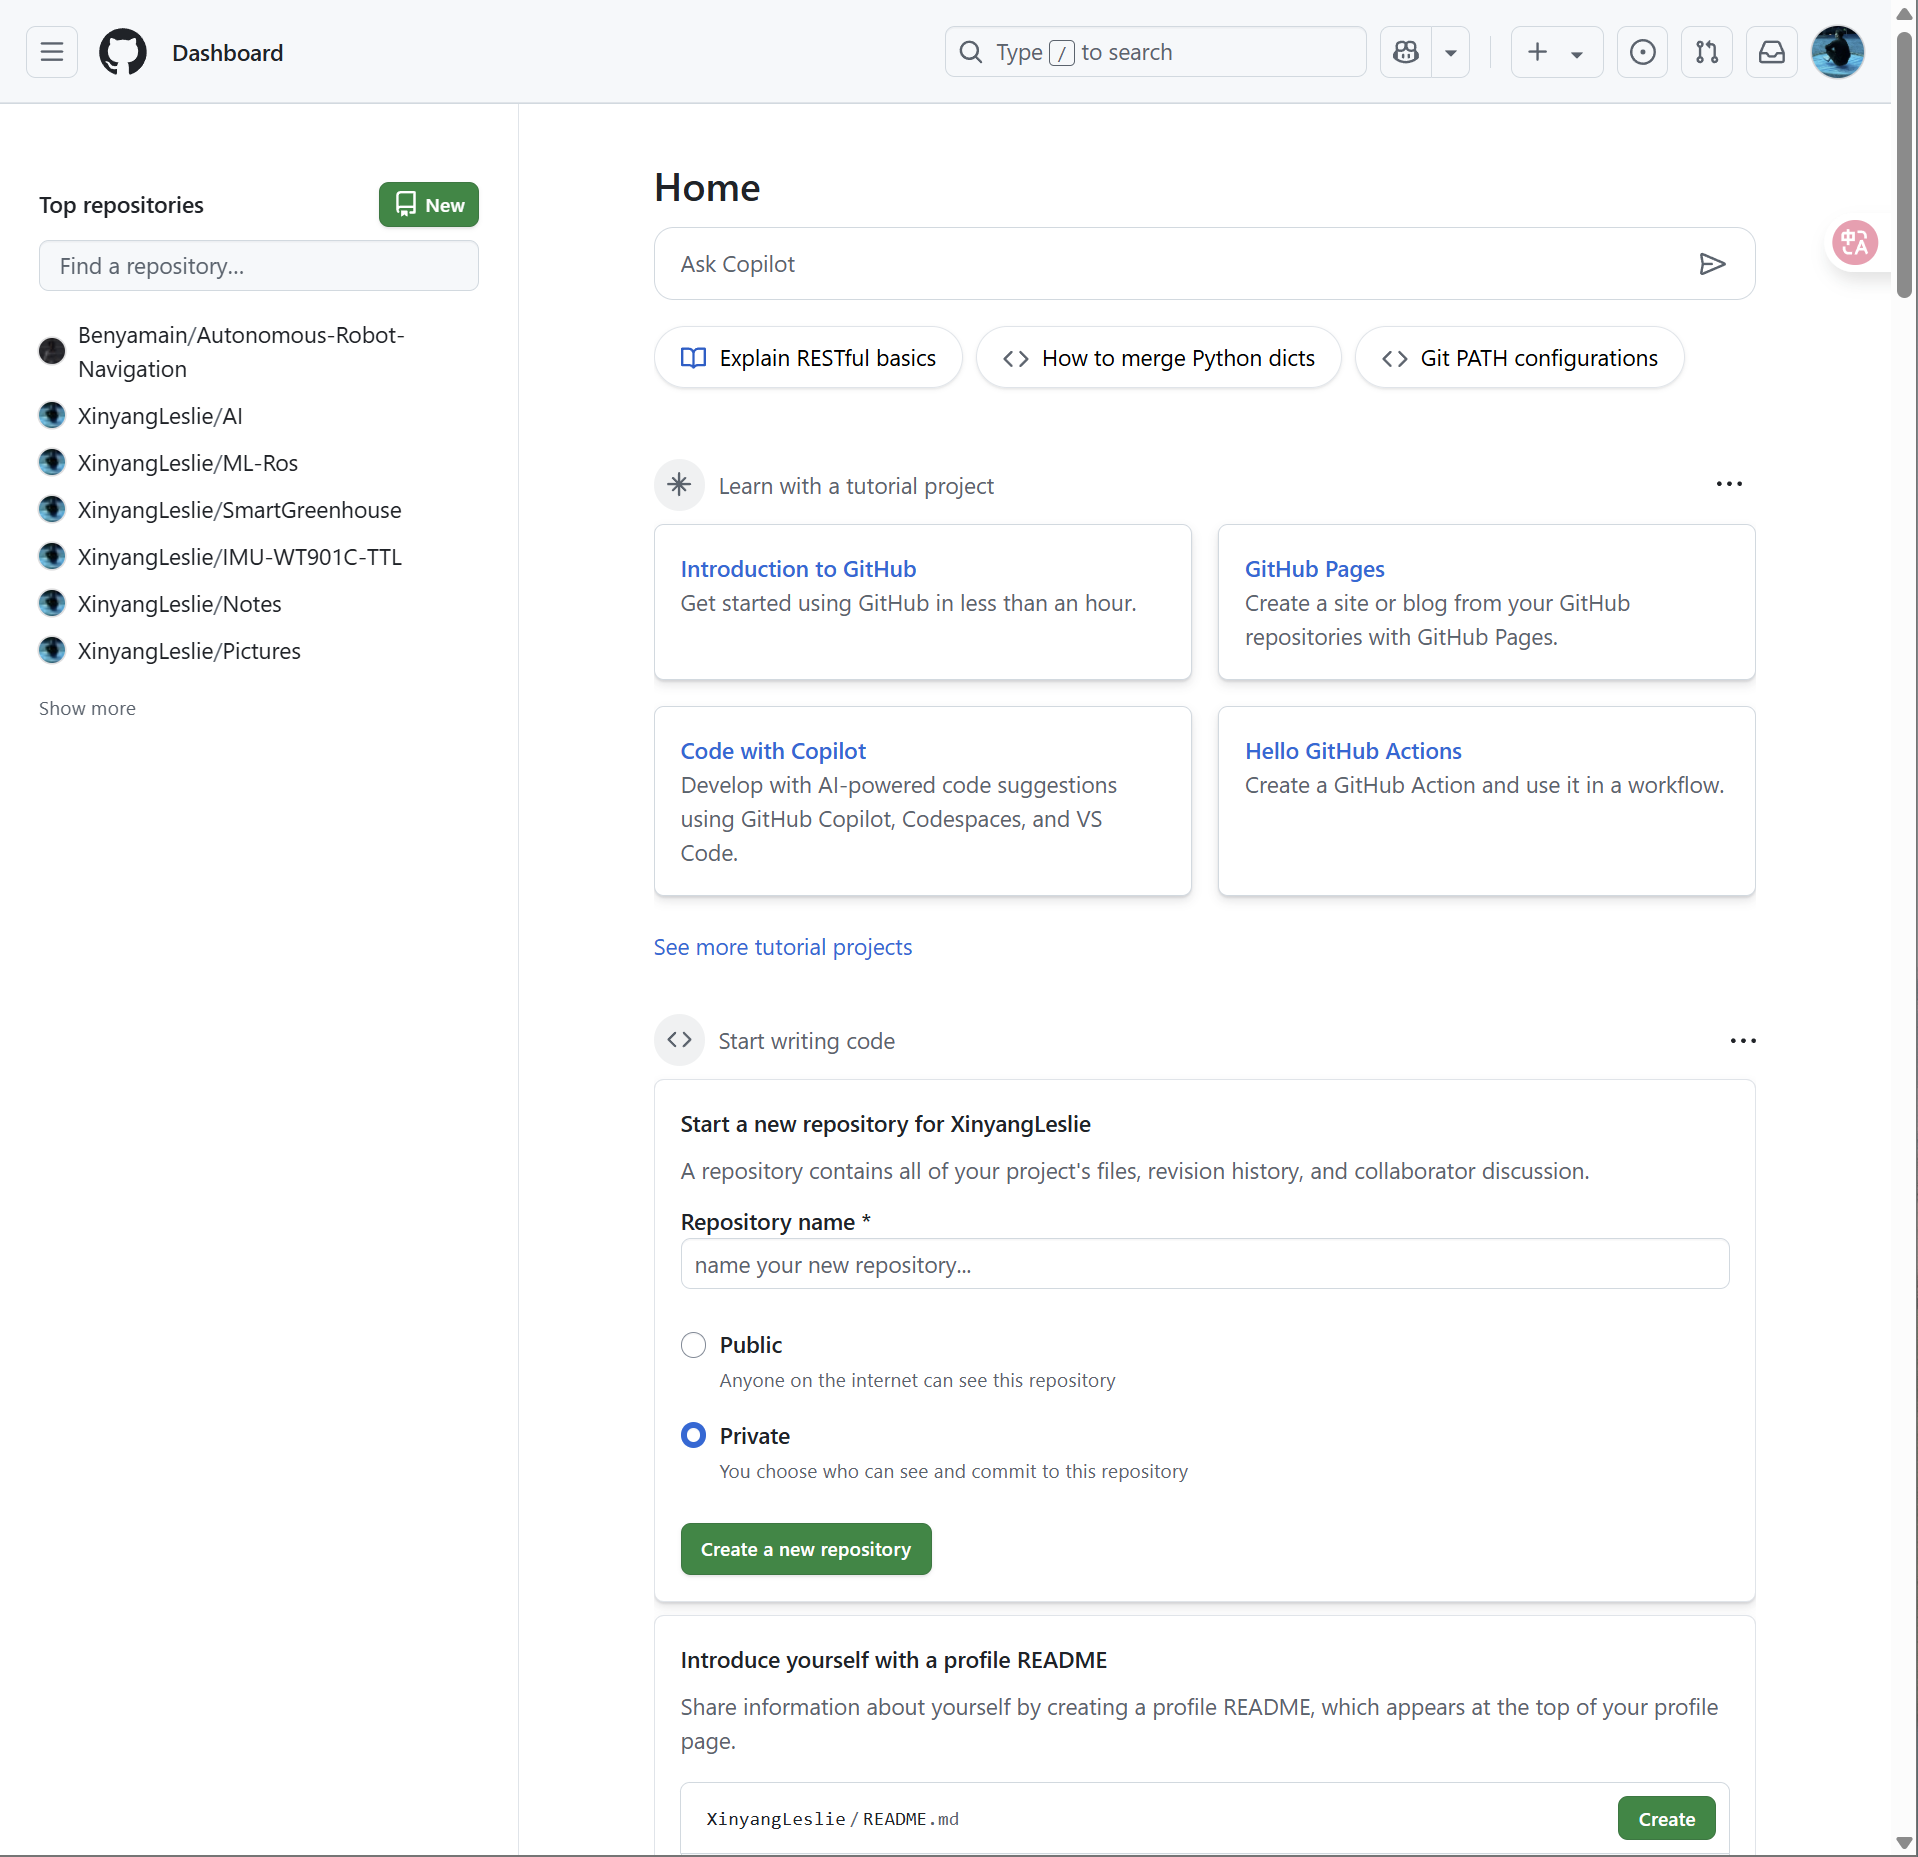 Dashboard
Type / to search
Top repositories
New
Find a repository...
Benyamain/Autonomous-Robot-
Navigation
XinyangLeslie/AI
XinyangLeslie/ML-Ros
XinyangLeslie/SmartGreenhouse
XinyangLeslie/IMU-WT901C-TTL
XinyangLeslie/Notes
XinyangLeslie/Pictures
Show more
Home
Ask Copilot
Explain RESTful basics
How to merge Python dicts
Git PATH configurations
中A
Learn with a tutorial project
Introduction to GitHub
Get started using GitHub in less than an hour.
GitHub Pages
Create a site or blog from your GitHub
repositories with GitHub Pages.
Code with Copilot
Develop with AI-powered code suggestions
using GitHub Copilot, Codespaces, and VS
Code.
Hello GitHub Actions
Create a GitHub Action and use it in a workflow.
See more tutorial projects
Start writing code
Start a new repository for XinyangLeslie
A repository contains all of your project's files, revision history, and collaborator discussion.
Repository name *
name your new repository...
Public
Anyone on the internet can see this repository
Private
You choose who can see and commit to this repository
Create a new repository
Introduce yourself with a profile README
Share information about yourself by creating a profile README, which appears at the top of your profile
page.
XinyangLeslie / README.md
Create